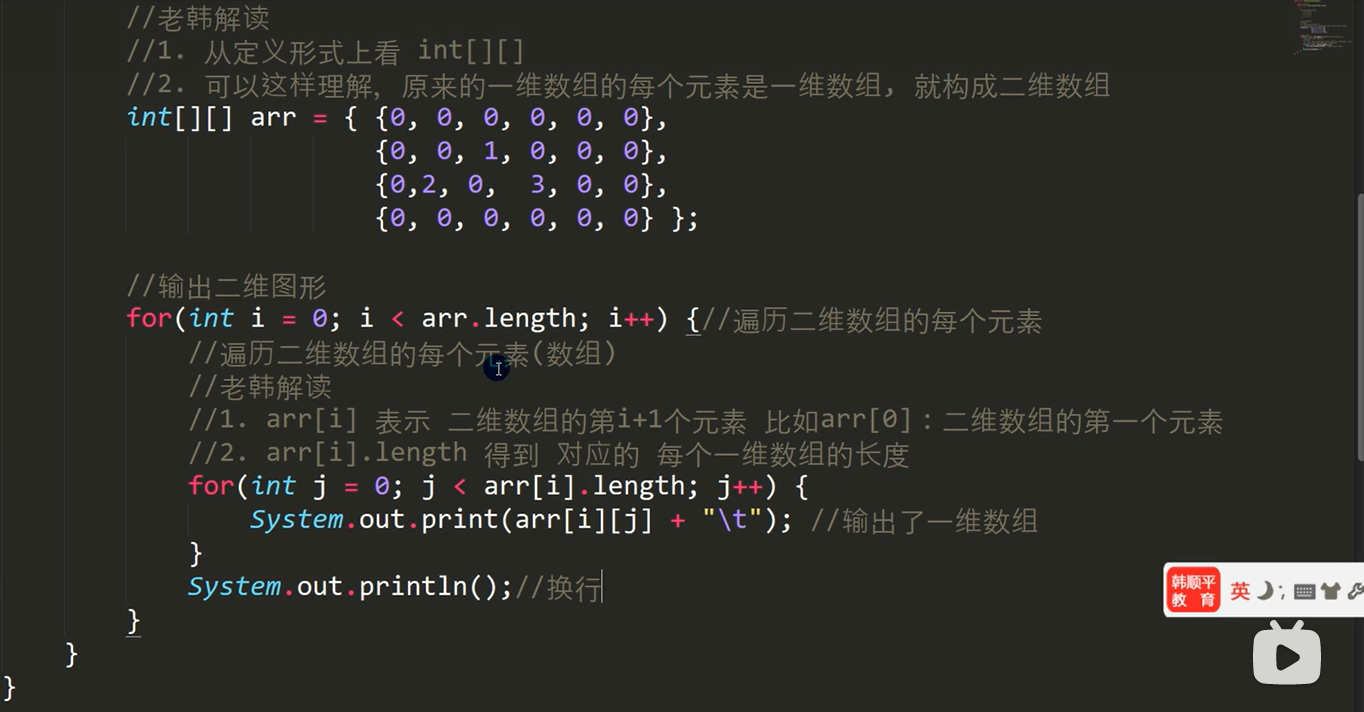 //老韩解读
//1. 从定义形式上看 int[][]
//2. 可以这样理解, 原来的一维数组的每个元素是一维数组, 就构成二维数组
int[][] arr = { {0, 0, 0, 0, 0, 0},
{0, 0, 1, 0, 0, 0},
{0,2, 0,  3, 0, 0},
{0, 0, 0, 0, 0, 0} };
//输出二维图形
for(int i = 0; i < arr.length; i++) {//遍历二维数组的每个元素
//遍历二维数组的每个元素(数组)
//老韩解读
//1. arr[i] 表示 二维数组的第i+1个元素 比如arr[0]：二维数组的第一个元素
//2. arr[i].length 得到 对应的 每个一维数组的长度
for(int j = 0; j < arr[i].length; j++) {
System.out.print(arr[i][j] + "\t"); //输出了一维数组
}
System.out.println();//换行
}
}
}
韩顺平
教 育
英